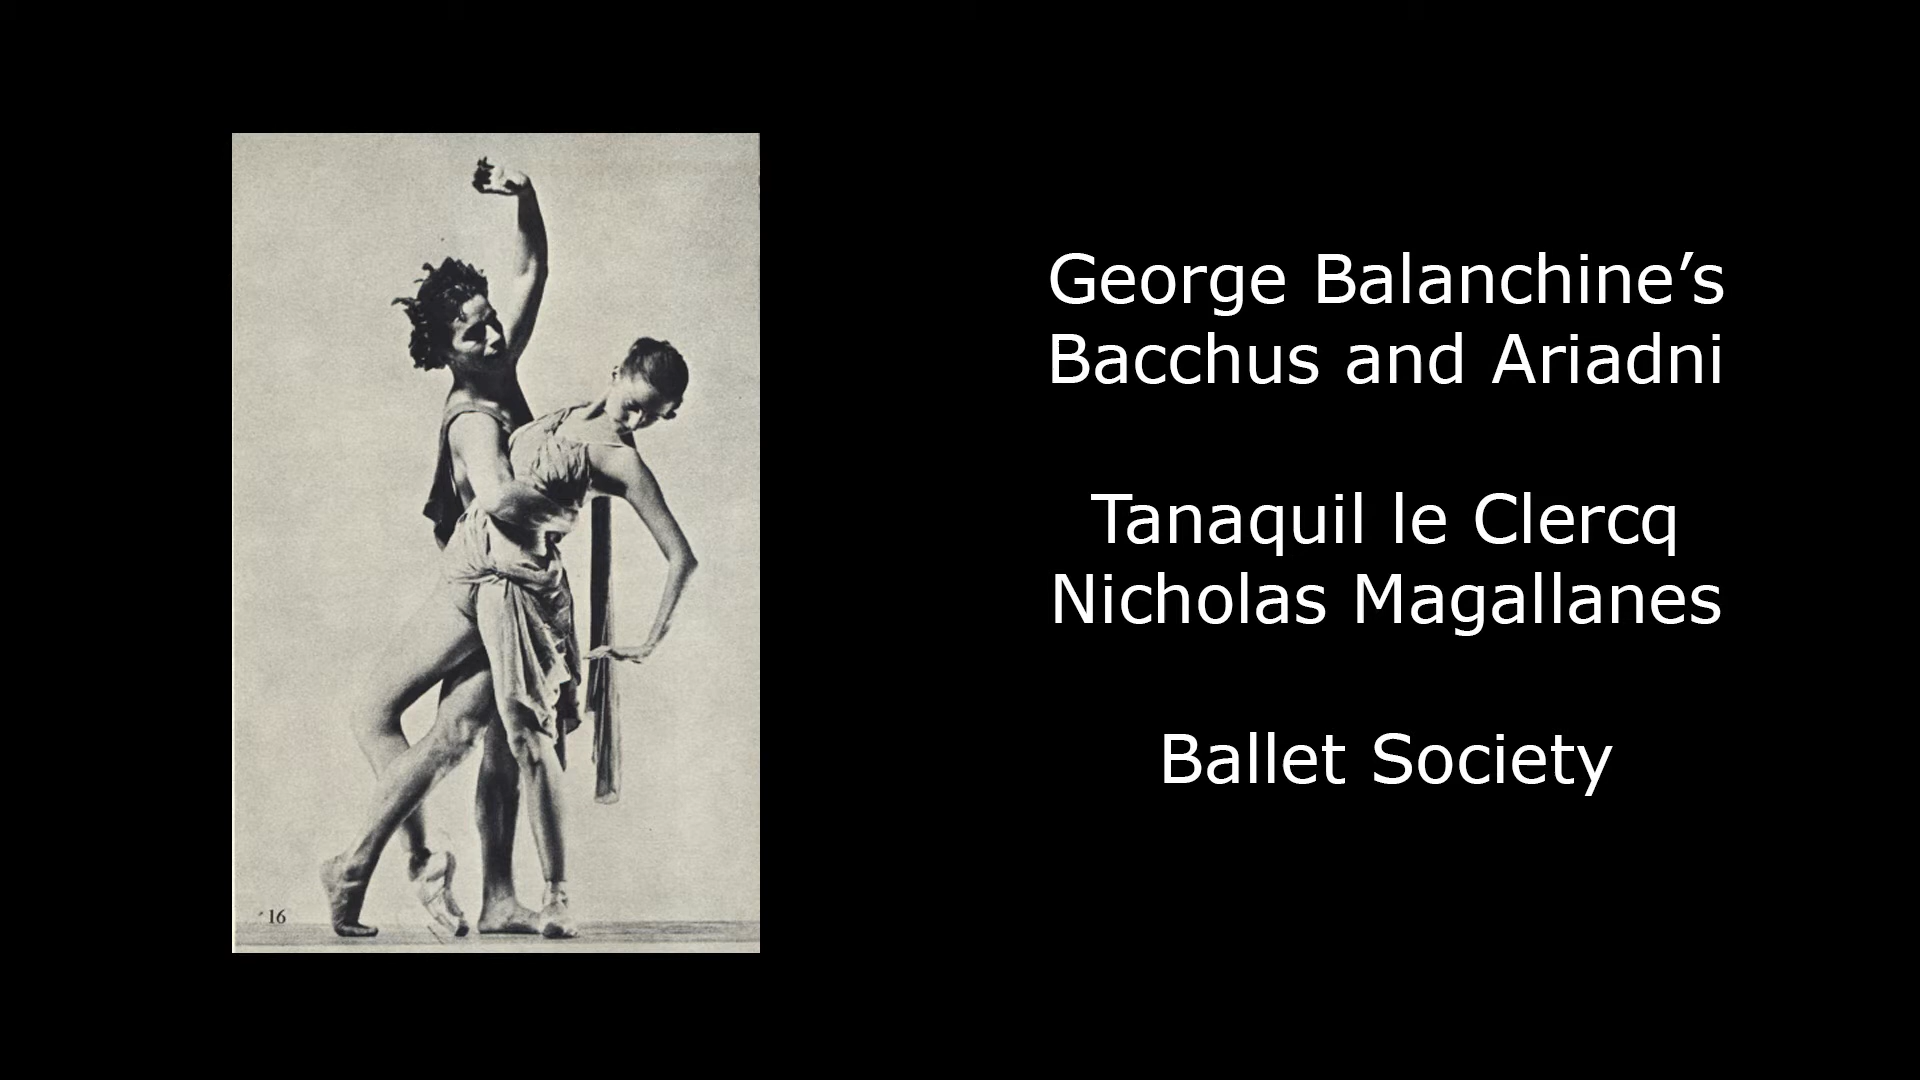 George Balanchine’s
Bacchus and Ariadni
Tanaquil le Clercq
Nicholas Magallanes
Ballet Society
16